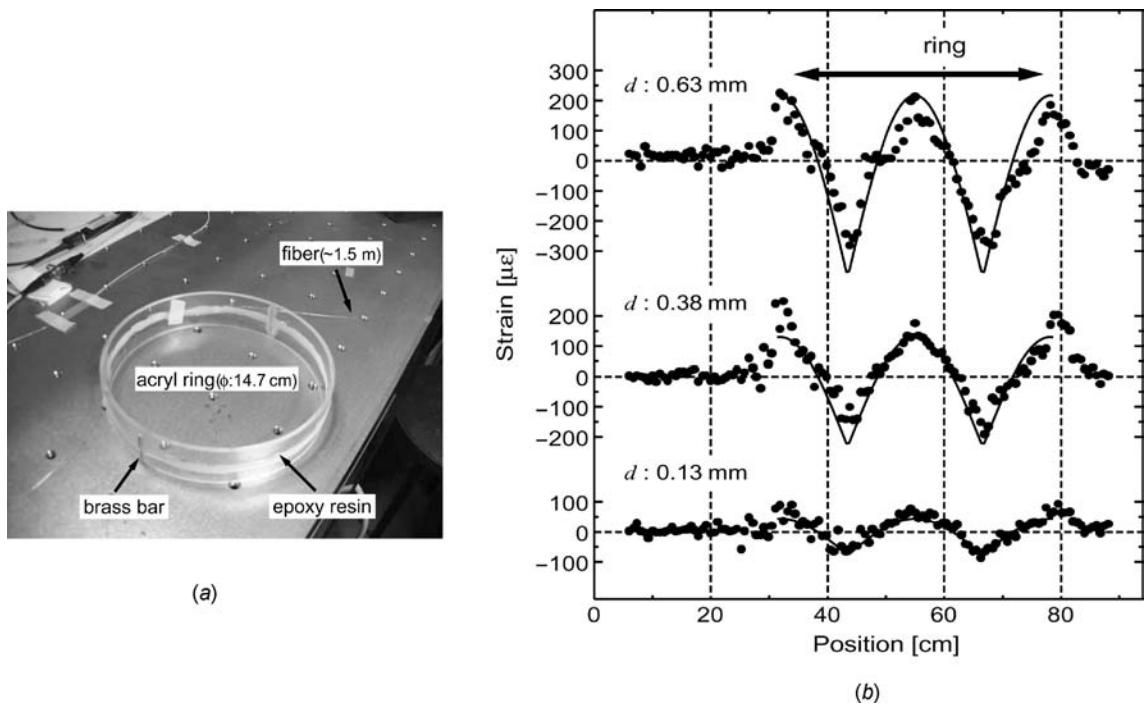 fiber(~1.5 m)
acryl ring(ϕ:14.7 cm)
brass bar
epoxy resin
(a)
ring
d : 0.63 mm
300
200
100
0
−100
−200
−300
d : 0.38 mm
200
100
0
−100
−200
d : 0.13 mm
100
0
−100
Strain [µε]
0 20 40 60 80
Position [cm]
(b)